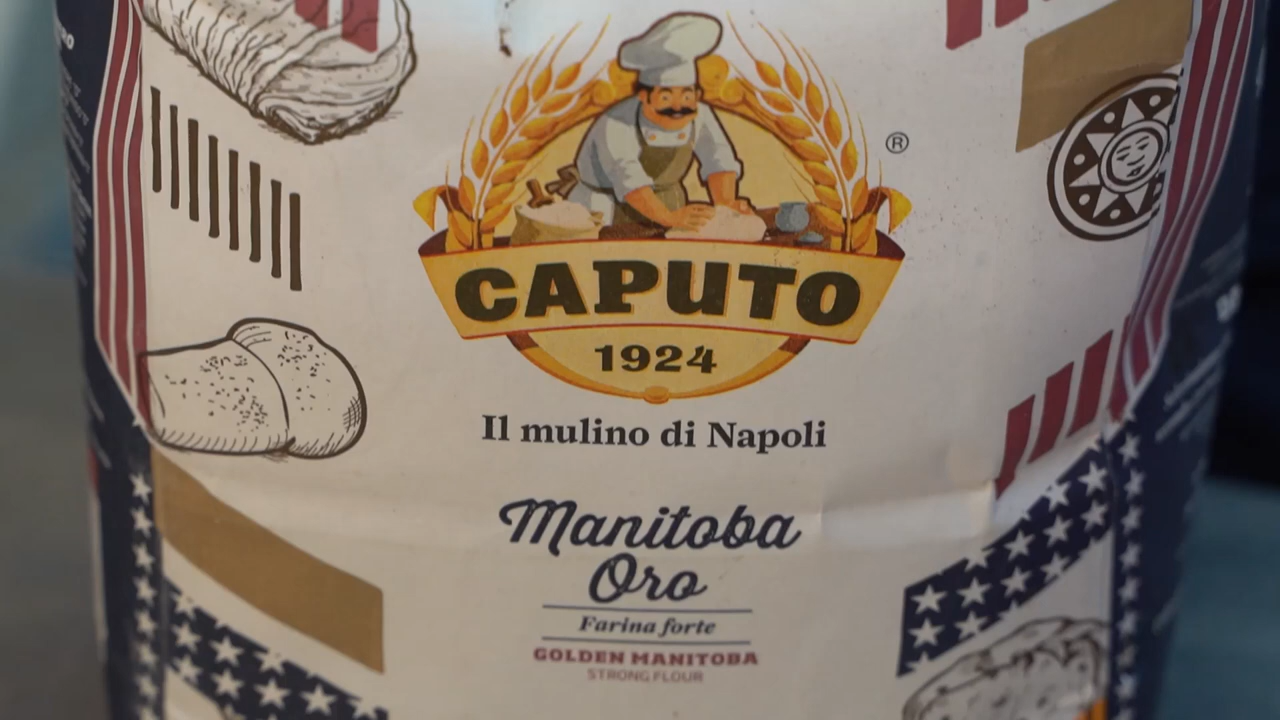 ®
CAPUTO
1924
Il mulino di Napoli
Manitoba
Oro
Farina forte
GOLDEN MANITOBA
STRONG FLOUR